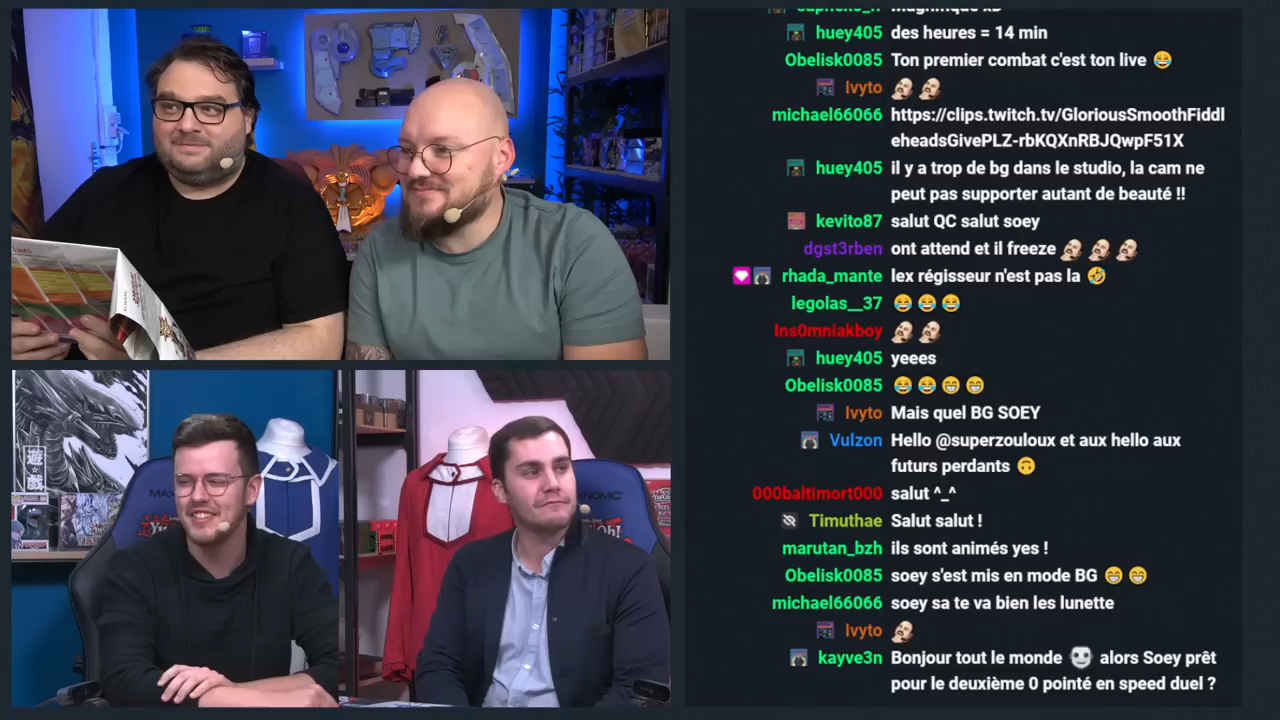 huey405 des heures = 14 min
Obelisk0085 Ton premier combat c'est ton live 😂
lvyto
michael66066 https://clips.twitch.tv/GloriousSmoothFiddl
eheadsGivePLZ-rbKQXnRBJQwpF51X
huey405 il y a trop de bg dans le studio, la cam ne
peut pas supporter autant de beauté !!
kevito87 salut QC salut soey
dgst3rben ont attend et il freeze
rhada_mante lex régisseur n'est pas la 🤣
legolas__37 😂 😂 😂
Ins0mniakboy
huey405 yeees
Obelisk0085 😂 😂 😁 😁
lvyto Mais quel BG SOEY
Vulzon Hello @superzouloux et aux hello aux
futurs perdants 🙃
000baltimort000 salut ^_^
Timuthae Salut salut !
marutan_bzh ils sont animés yes !
Obelisk0085 soey s'est mis en mode BG 😁 😁
michael66066 soey sa te va bien les lunette
lvyto
kayve3n Bonjour tout le monde alors Soey prêt
pour le deuxième 0 pointé en speed duel ?
遊戯
MAX
KNOMIC